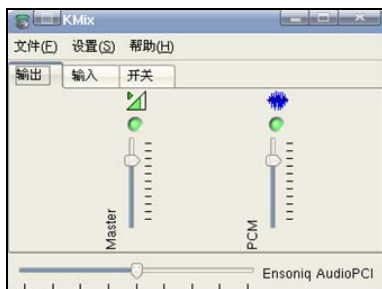 KMix
文件(F) 设置(S) 帮助(H)
输出 输入 开关
Master
PCM
Ensoniq AudioPCI